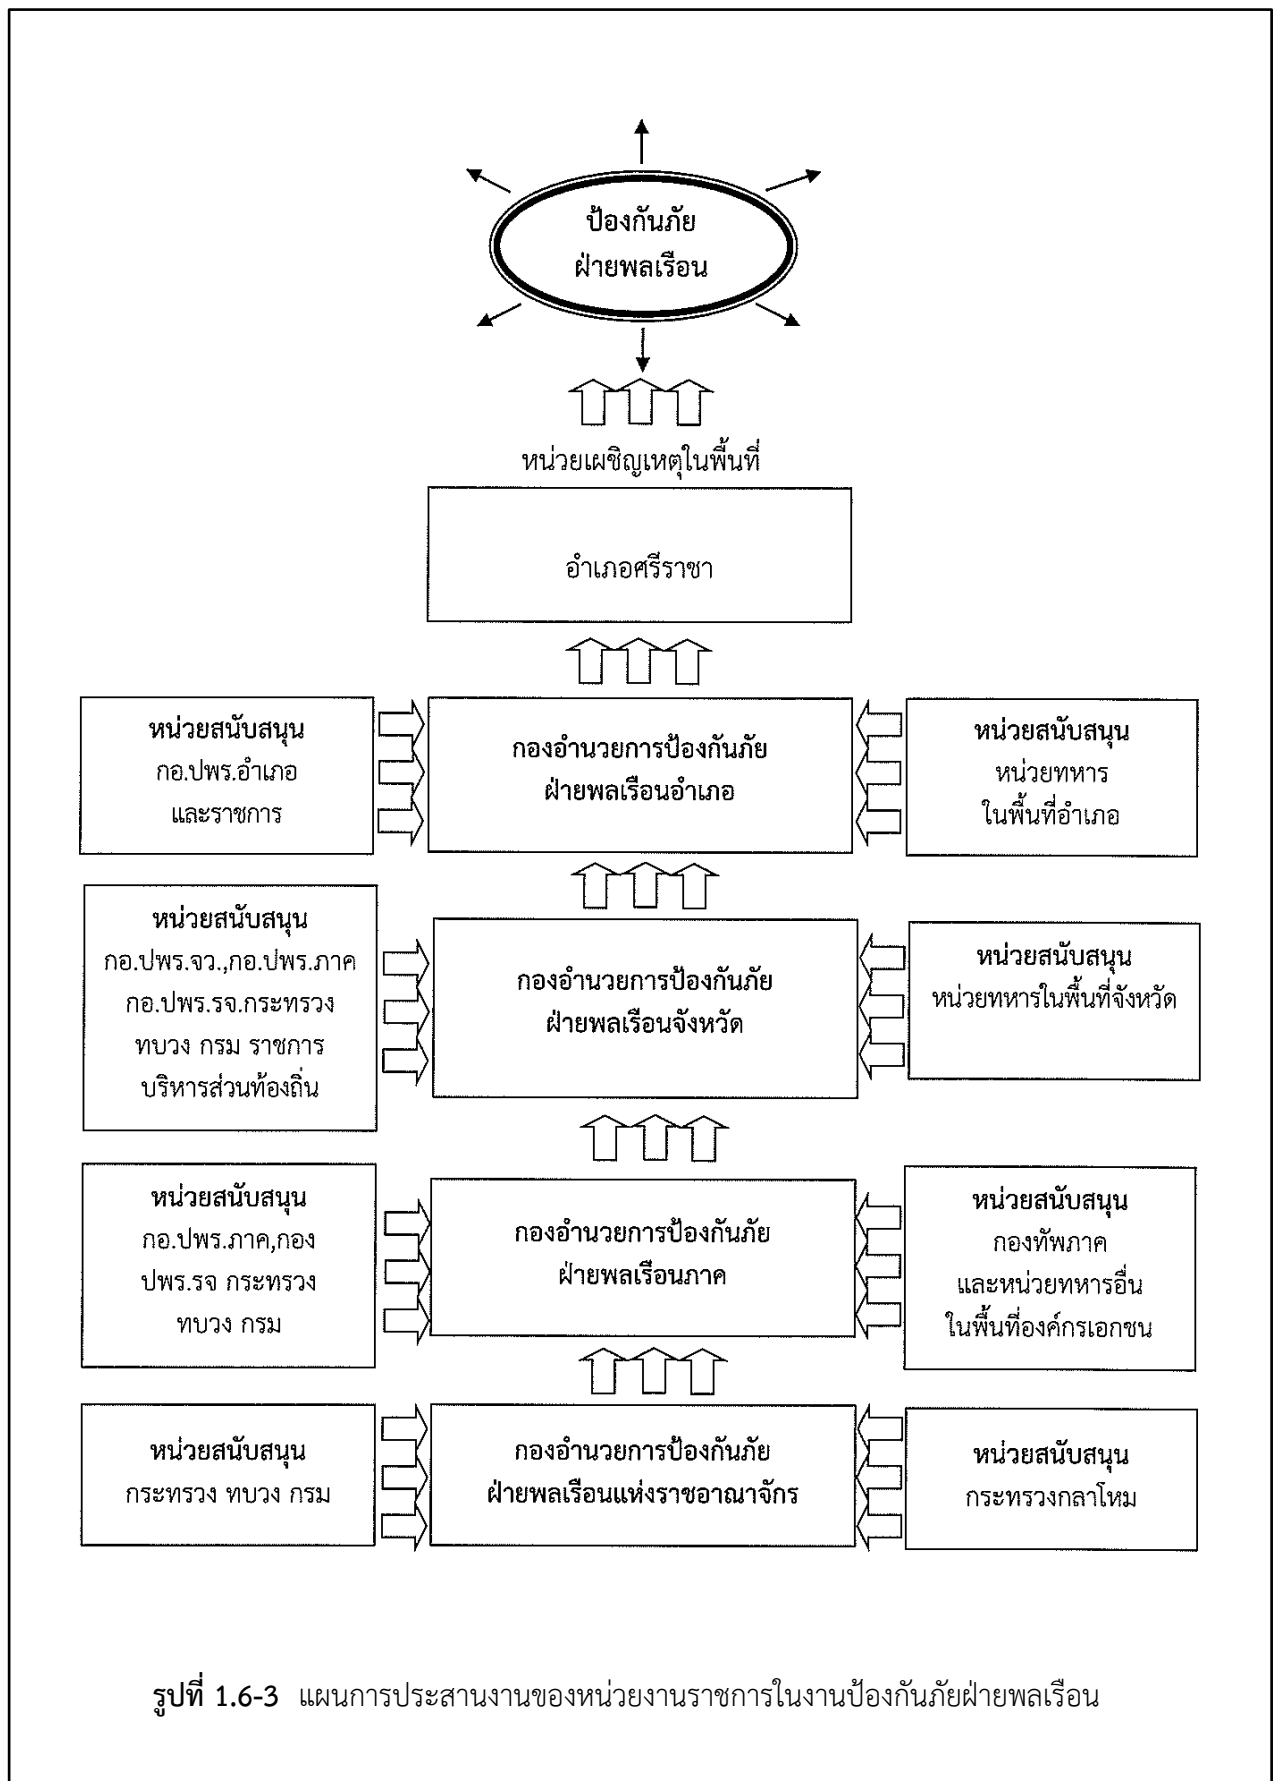 ป้องกันภัย
ฝ่ายพลเรือน
หน่วยเผชิญเหตุในพื้นที่
อำเภอศรีราชา
หน่วยสนับสนุน
กอ.ปพร.อำเภอ
และราชการ
กองอำนวยการป้องกันภัย
ฝ่ายพลเรือนอำเภอ
หน่วยสนับสนุน
หน่วยทหาร
ในพื้นที่อำเภอ
หน่วยสนับสนุน
กอ.ปพร.จว.,กอ.ปพร.ภาค
กอ.ปพร.รจ.กระทรวง
ทบวง กรม ราชการ
บริหารส่วนท้องถิ่น
กองอำนวยการป้องกันภัย
ฝ่ายพลเรือนจังหวัด
หน่วยสนับสนุน
หน่วยทหารในพื้นที่จังหวัด
หน่วยสนับสนุน
กอ.ปพร.ภาค,กอง
ปพร.รจ กระทรวง
ทบวง กรม
กองอำนวยการป้องกันภัย
ฝ่ายพลเรือนภาค
หน่วยสนับสนุน
กองทัพภาค
และหน่วยทหารอื่น
ในพื้นที่องค์กรเอกชน
หน่วยสนับสนุน
กระทรวง ทบวง กรม
กองอำนวยการป้องกันภัย
ฝ่ายพลเรือนแห่งราชอาณาจักร
หน่วยสนับสนุน
กระทรวงกลาโหม
รูปที่ 1.6-3 แผนการประสานงานของหน่วยงานราชการในงานป้องกันภัยฝ่ายพลเรือน